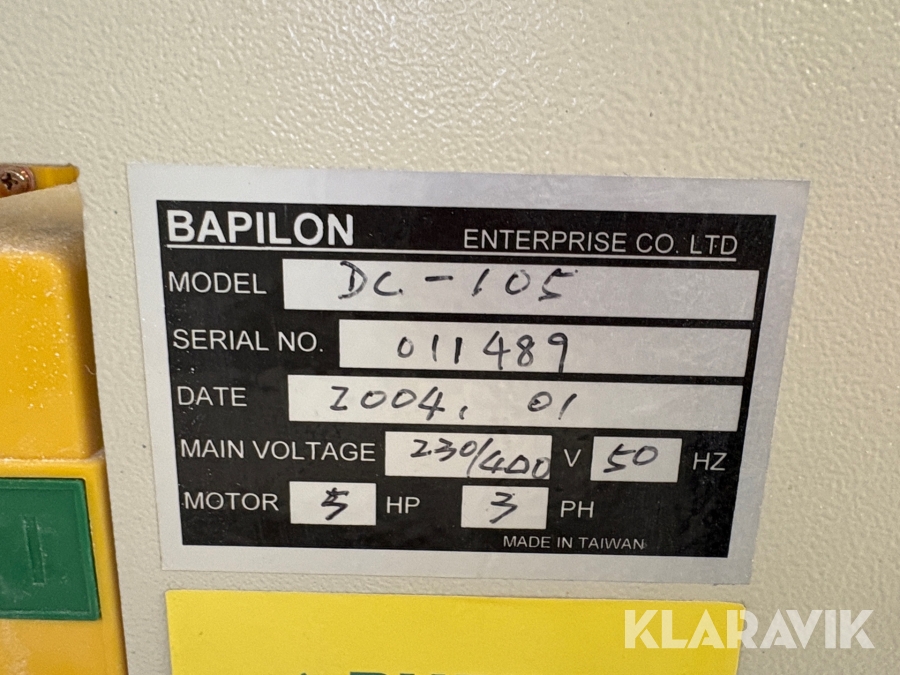 BAPILON ENTERPRISE CO. LTD
MODEL DC-105
SERIAL NO. 011489
DATE 2004. 01
MAIN VOLTAGE 230/400 V 50 HZ
MOTOR 5 HP 3 PH
MADE IN TAIWAN
KLARAVIK